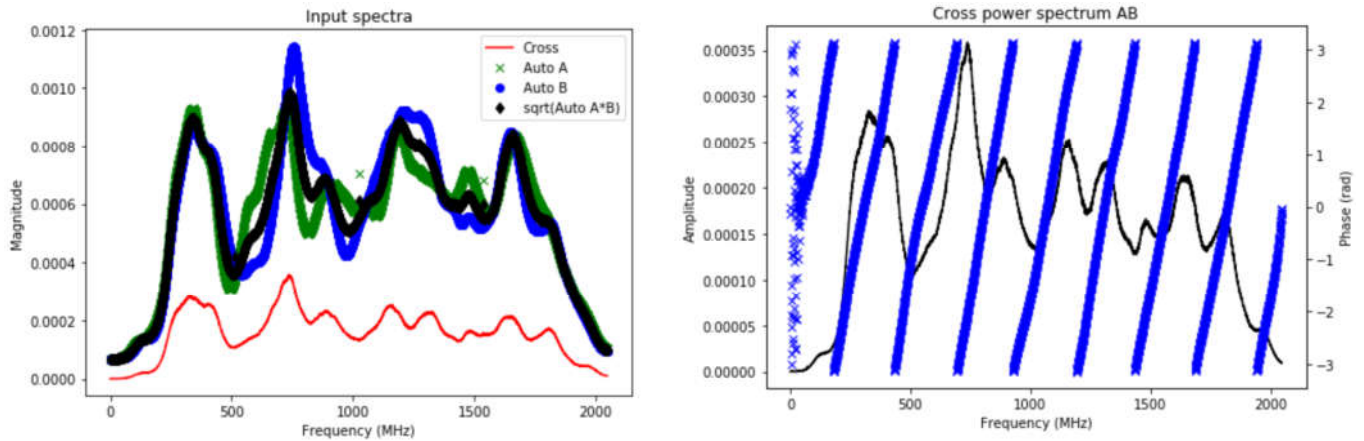 Input spectra
0.0012
0.0010
0.0008
0.0006
0.0004
0.0002
0.0000
Magnitude
Cross
Auto A
Auto B
sqrt(Auto A*B)
0
500
1000
1500
2000
Frequency (MHz)
Cross power spectrum AB
0.00035
0.00030
0.00025
0.00020
0.00015
0.00010
0.00005
0.00000
Amplitude
3
2
1
0
−1
−2
−3
Phase (rad)
0
500
1000
1500
2000
Frequency (MHz)